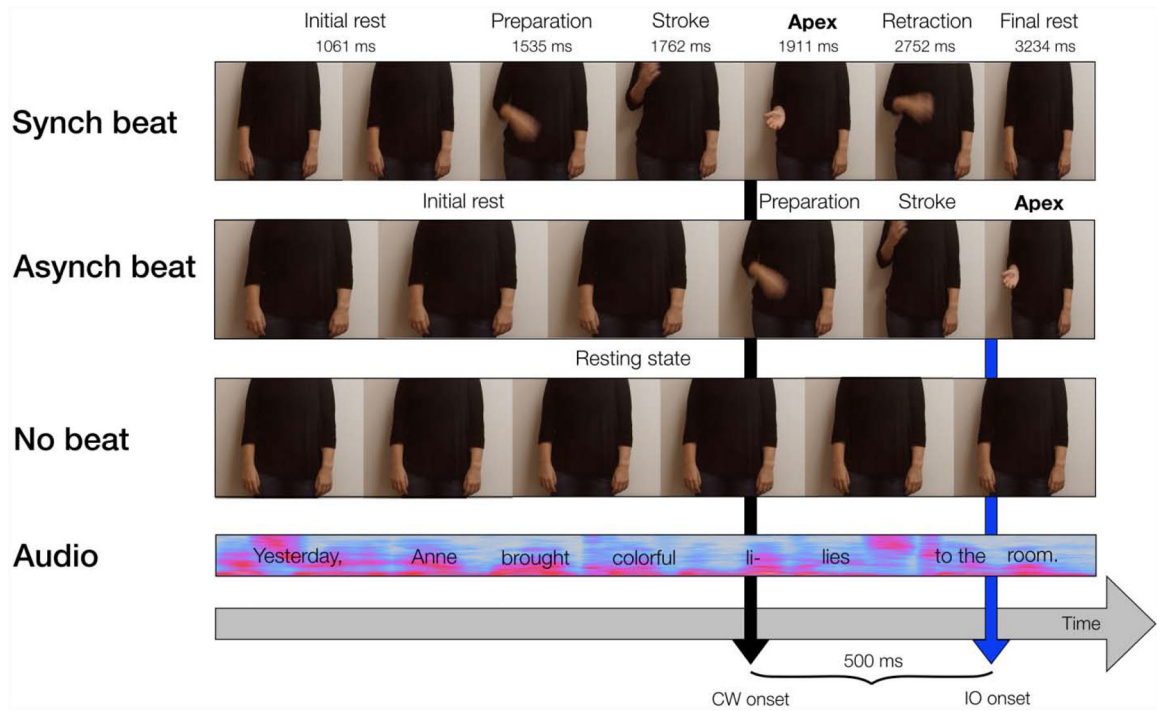 Initial rest Preparation Stroke Apex Retraction Final rest
1061 ms 1535 ms 1762 ms 1911 ms 2752 ms 3234 ms
Synch beat
Initial rest Preparation Stroke Apex
Asynch beat
Resting state
No beat
Audio Yesterday, Anne brought colorful li- lies to the room.
Time
500 ms
CW onset IO onset